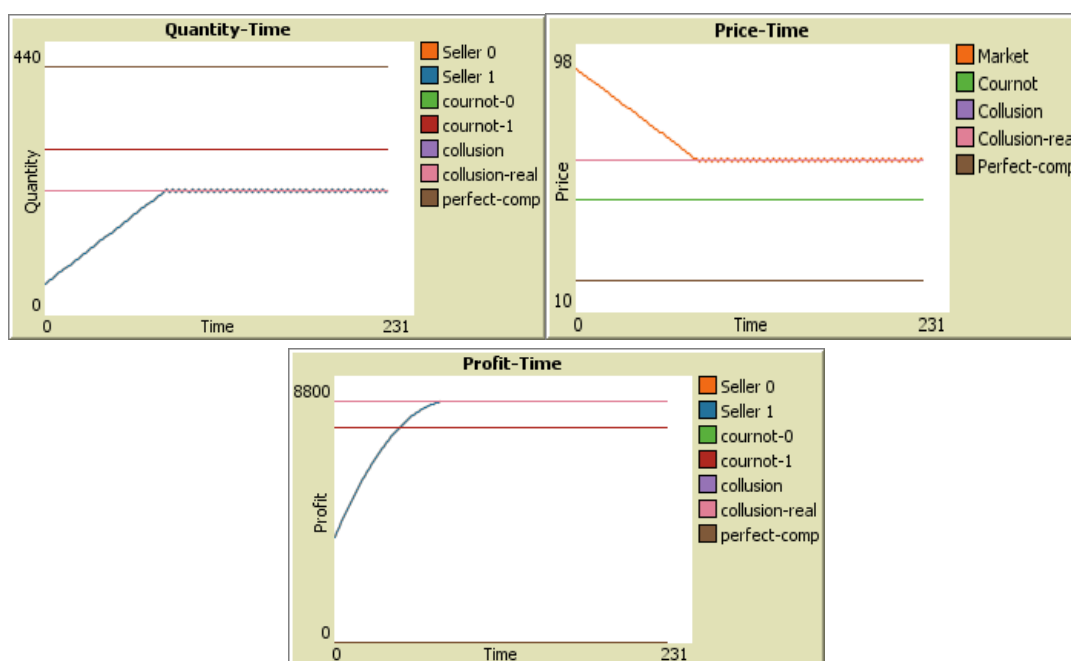 Quantity-Time
440
Quantity
0
0
Time
231
Seller 0
Seller 1
cournot-0
cournot-1
collusion
collusion-real
perfect-comp
Price-Time
98
Price
10
0
Time
231
Market
Cournot
Collusion
Collusion-real
Perfect-comp
Profit-Time
8800
Profit
0
0
Time
231
Seller 0
Seller 1
cournot-0
cournot-1
collusion
collusion-real
perfect-comp